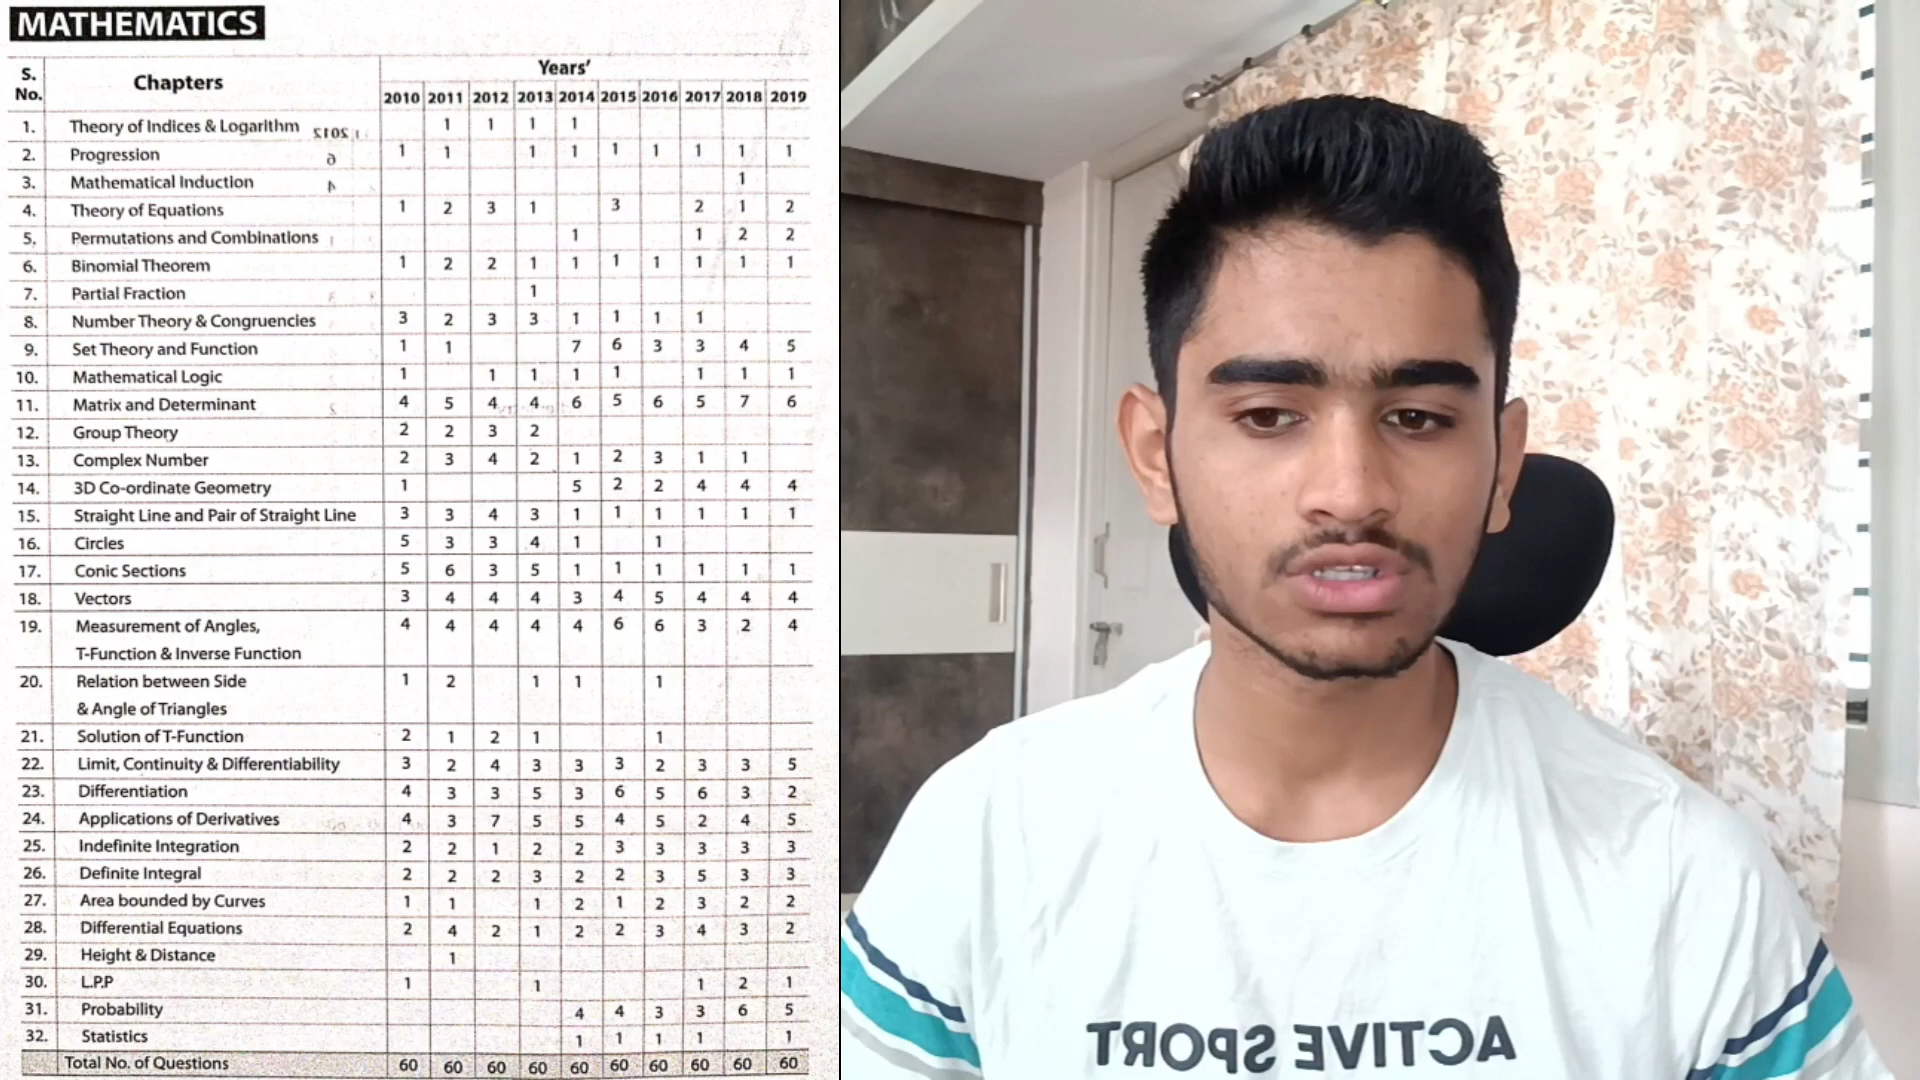 MATHEMATICS
S. No. Chapters Years’
2010 2011 2012 2013 2014 2015 2016 2017 2018 2019
1. Theory of Indices & Logarithm 1 1 1 1
2. Progression 1 1 1 1 1 1 1 1 1
3. Mathematical Induction 1
4. Theory of Equations 1 2 3 1 3 2 1 2
5. Permutations and Combinations 1 1 2 2
6. Binomial Theorem 1 2 2 1 1 1 1 1 1 1
7. Partial Fraction 1
8. Number Theory & Congruencies 3 2 3 3 1 1 1 1
9. Set Theory and Function 1 1 7 6 3 3 4 5
10. Mathematical Logic 1 1 1 1 1 1 1 1
11. Matrix and Determinant 4 5 4 4 6 5 6 5 7 6
12. Group Theory 2 2 3 2
13. Complex Number 2 3 4 2 1 2 3 1 1
14. 3D Co-ordinate Geometry 1 5 2 2 4 4 4
15. Straight Line and Pair of Straight Line 3 3 4 3 1 1 1 1 1 1
16. Circles 5 3 3 4 1 1
17. Conic Sections 5 6 3 5 1 1 1 1 1 1
18. Vectors 3 4 4 4 3 4 5 4 4 4
19. Measurement of Angles, 4 4 4 4 4 6 6 3 2 4
T-Function & Inverse Function
20. Relation between Side 1 2 1 1 1
& Angle of Triangles
21. Solution of T-Function 2 1 2 1 1
22. Limit, Continuity & Differentiability 3 2 4 3 3 3 2 3 3 5
23. Differentiation 4 3 3 5 3 6 5 6 3 2
24. Applications of Derivatives 4 3 7 5 5 4 5 2 4 5
25. Indefinite Integration 2 2 1 2 2 3 3 3 3 3
26. Definite Integral 2 2 2 3 2 2 3 5 3 3
27. Area bounded by Curves 1 1 1 2 1 2 3 2 2
28. Differential Equations 2 4 2 1 2 2 3 4 3 2
29. Height & Distance 1
30. L.P.P 1 1 1 2 1
31. Probability 4 4 3 3 6 5
32. Statistics 1 1 1 1 1
Total No. of Questions 60 60 60 60 60 60 60 60 60 60
ACTIVE SPORT